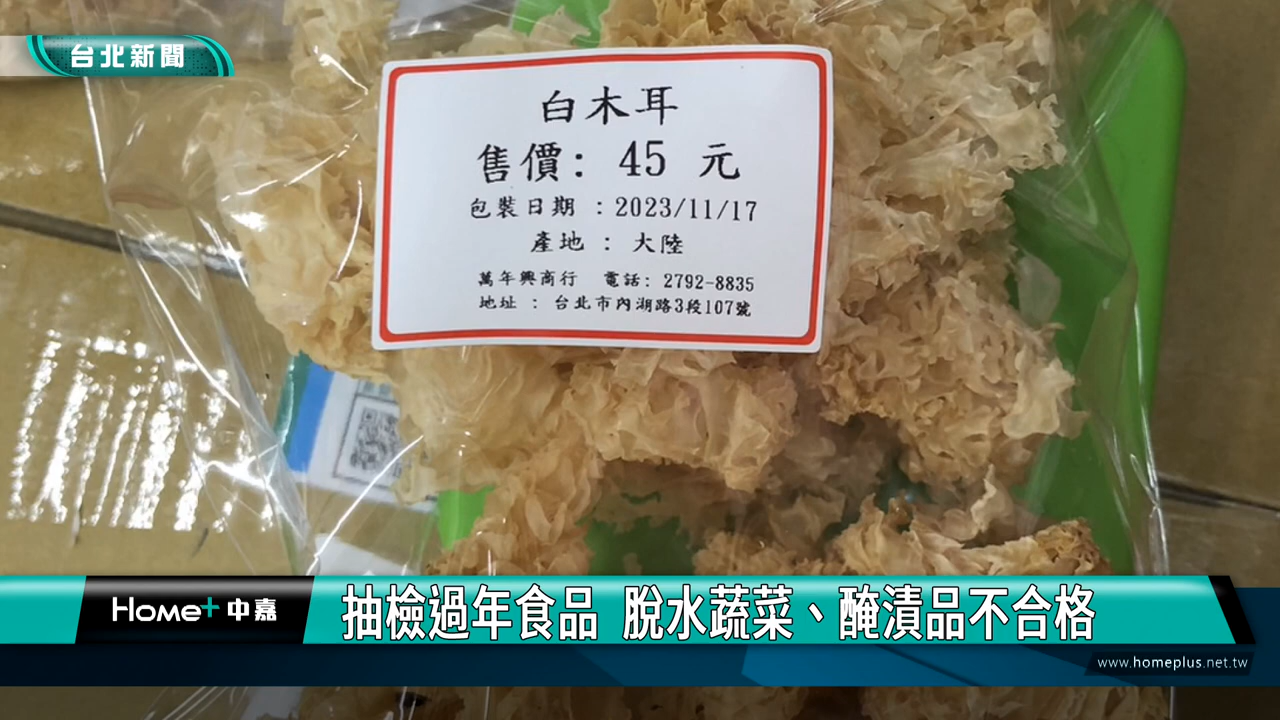 台北新聞
白木耳
售價: 45 元
包裝日期 : 2023/11/17
產地 : 大陸
萬年興商行 電話: 2792-8835
地址 : 台北市內湖路3段107號
Home+中嘉
抽檢過年食品 脫水蔬菜、醃漬品不合格
www.homeplus.net.tw